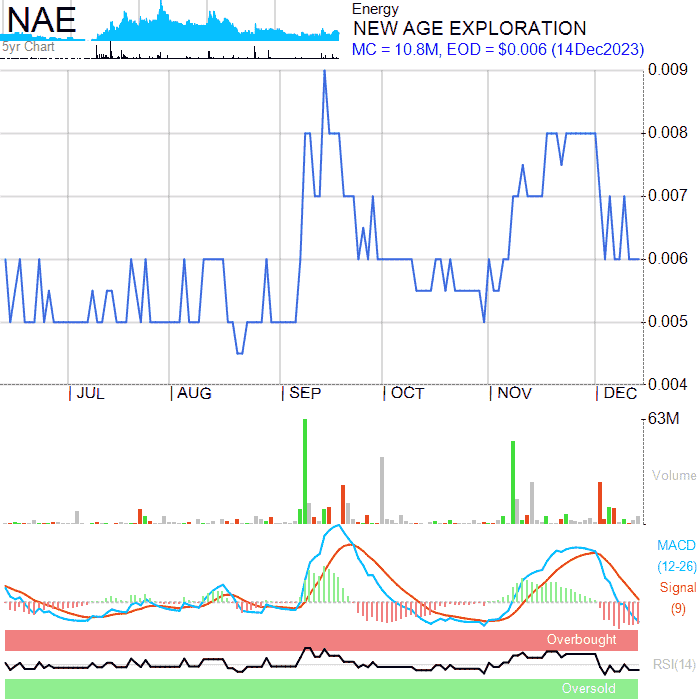 NAE
5yr Chart
Energy
NEW AGE EXPLORATION
MC = 10.8M, EOD = $0.006 (14Dec2023)
0.009
0.008
0.007
0.006
0.005
0.004
JUL AUG SEP OCT NOV DEC
63M
Volume
MACD
(12-26)
Signal
(9)
Overbought
RSI(14)
Oversold